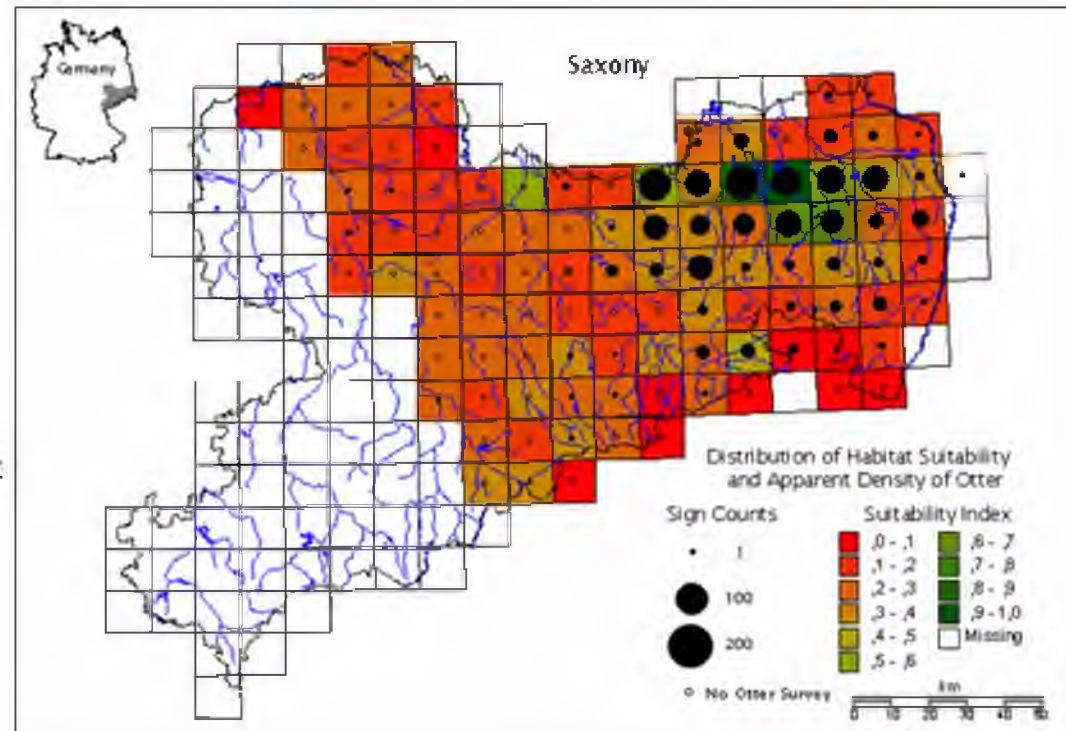 Germany
Saxony
Distribution of Habitat Suitability
and Apparent Density of Otter
Sign Counts
1
100
200
No Otter Survey
Suitability Index
,0 - ,1
,1 - ,2
,2 - ,3
,3 - ,4
,4 - ,5
,5 - ,6
,6 - ,7
,7 - ,8
,8 - ,9
,9 - 1,0
Missing
km
0 10 20 30 40 50